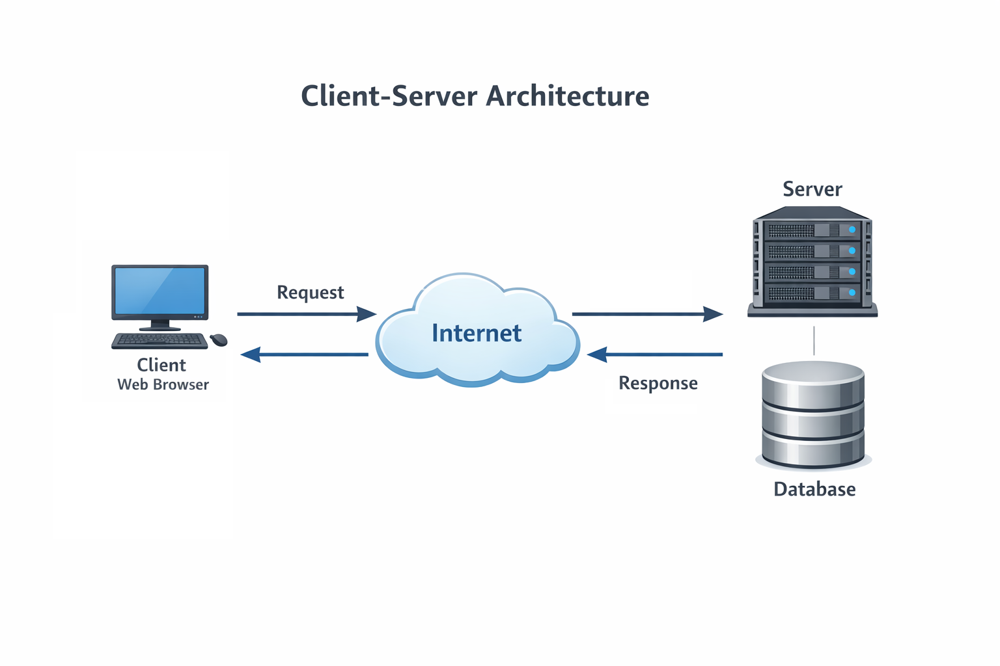 Client-Server Architecture
Server
Request
Internet
Client
Web Browser
Response
Database